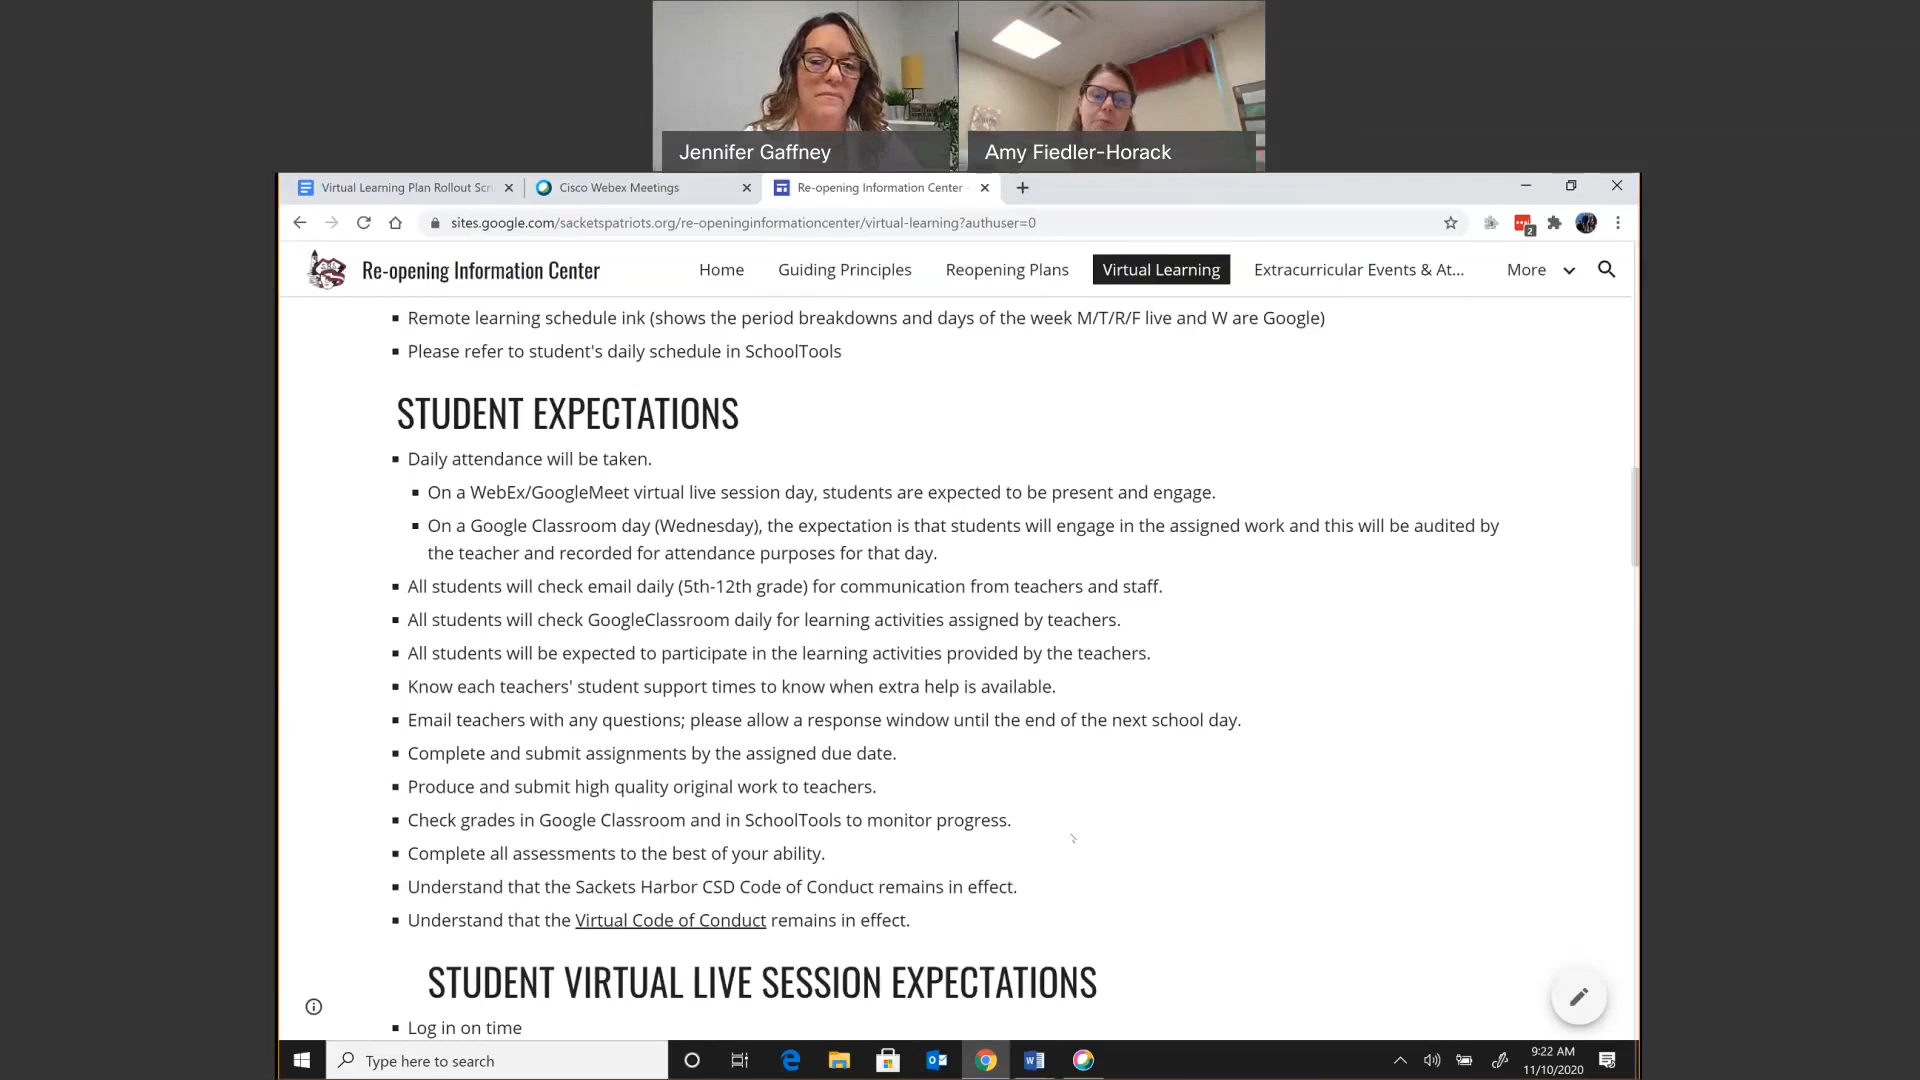 Jennifer Gaffney
Amy Fiedler-Horack
Virtual Learning Plan Rollout Scri
Cisco Webex Meetings
Re-opening Information Center
sites.google.com/sacketspatriots.org/re-openinginformationcenter/virtual-learning?authuser=0
2
Re-opening Information Center
Home
Guiding Principles
Reopening Plans
Virtual Learning
Extracurricular Events & At...
More
Remote learning schedule ink (shows the period breakdowns and days of the week M/T/R/F live and W are Google)
Please refer to student's daily schedule in SchoolTools
STUDENT EXPECTATIONS
Daily attendance will be taken.
On a WebEx/GoogleMeet virtual live session day, students are expected to be present and engage.
On a Google Classroom day (Wednesday), the expectation is that students will engage in the assigned work and this will be audited by
the teacher and recorded for attendance purposes for that day.
All students will check email daily (5th-12th grade) for communication from teachers and staff.
All students will check GoogleClassroom daily for learning activities assigned by teachers.
All students will be expected to participate in the learning activities provided by the teachers.
Know each teachers' student support times to know when extra help is available.
Email teachers with any questions; please allow a response window until the end of the next school day.
Complete and submit assignments by the assigned due date.
Produce and submit high quality original work to teachers.
Check grades in Google Classroom and in SchoolTools to monitor progress.
Complete all assessments to the best of your ability.
Understand that the Sackets Harbor CSD Code of Conduct remains in effect.
Understand that the Virtual Code of Conduct remains in effect.
STUDENT VIRTUAL LIVE SESSION EXPECTATIONS
Log in on time
Type here to search
9:22 AM
11/10/2020